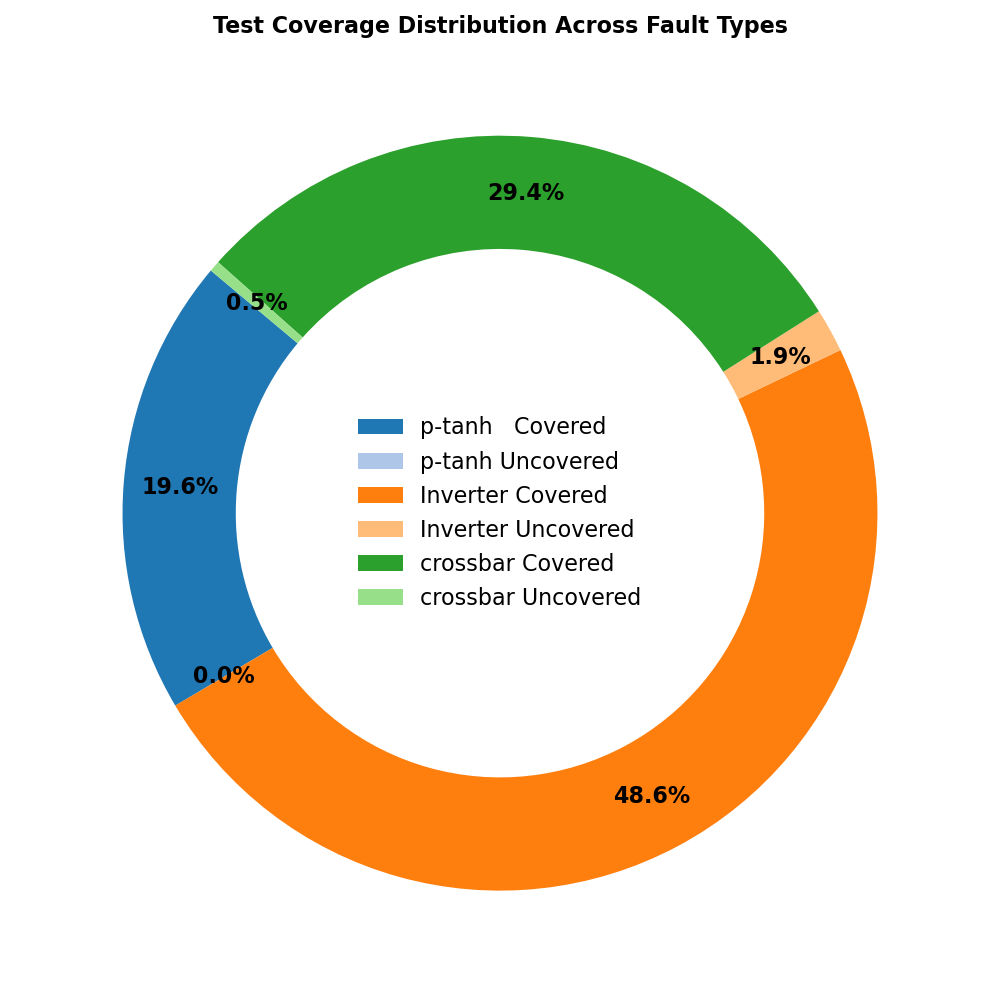 Test Coverage Distribution Across Fault Types
29.4%
0.5%
1.9%
19.6%
0.0%
48.6%
p-tanh   Covered
p-tanh Uncovered
Inverter Covered
Inverter Uncovered
crossbar Covered
crossbar Uncovered